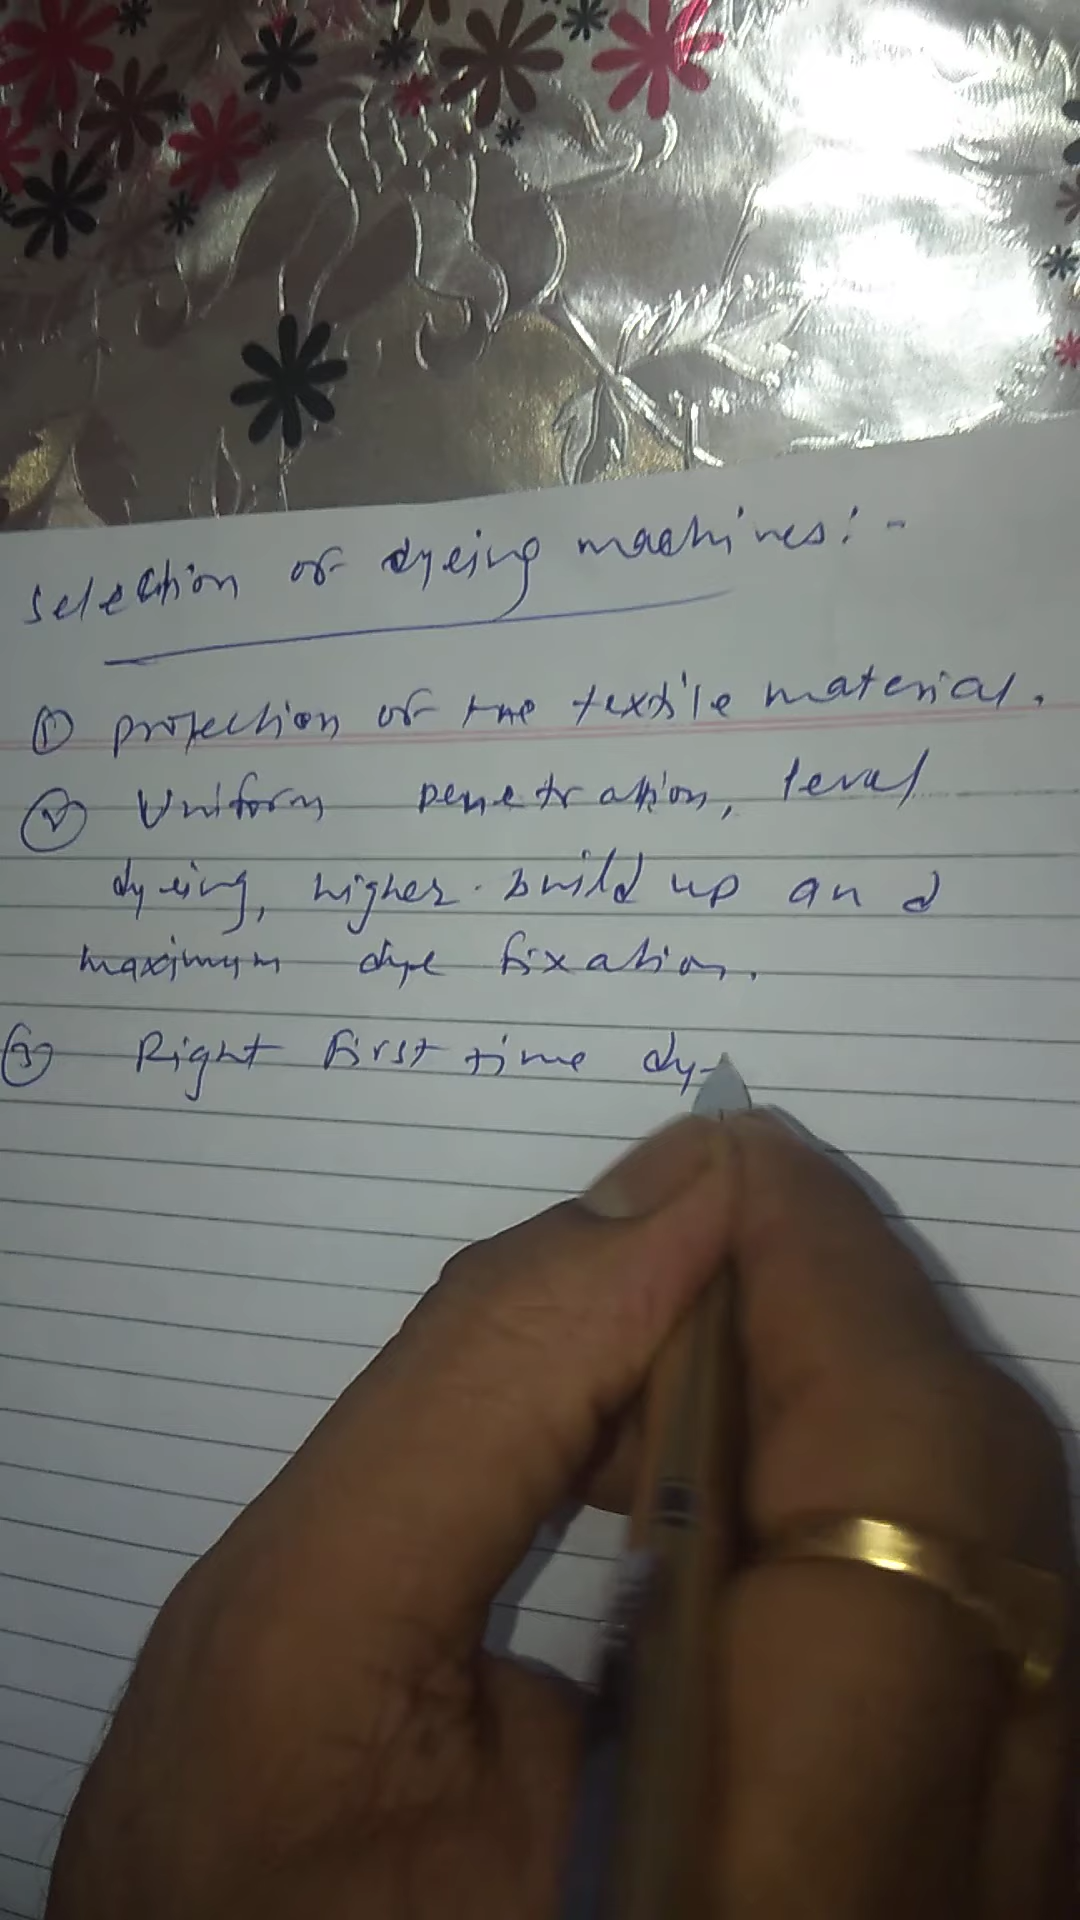 Selection of dyeing machines:-
① protection of the textile material.
② Uniform penetration, leval
dyeing, higher build up and
maximum dye fixation.
③ Right first time dy